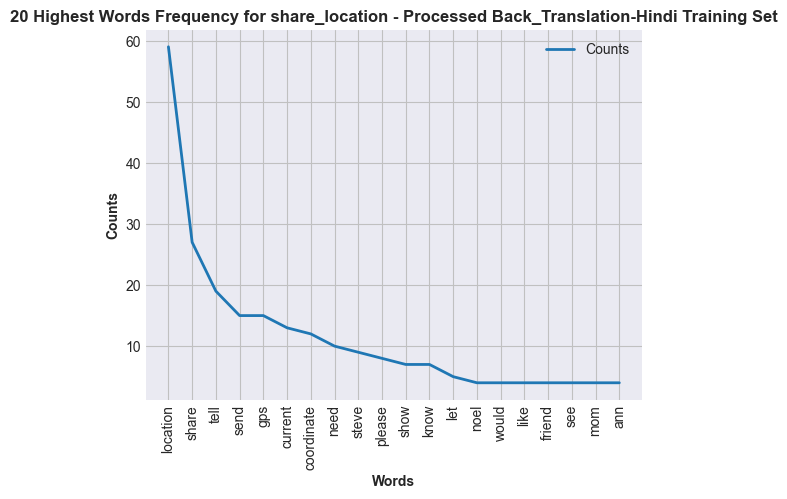 20 Highest Words Frequency for share_location - Processed Back_Translation-Hindi Training Set
Counts
60
50
40
30
20
10
Counts
location
share
tell
send
gps
current
coordinate
need
steve
please
show
know
let
noel
would
like
friend
see
mom
ann
Words